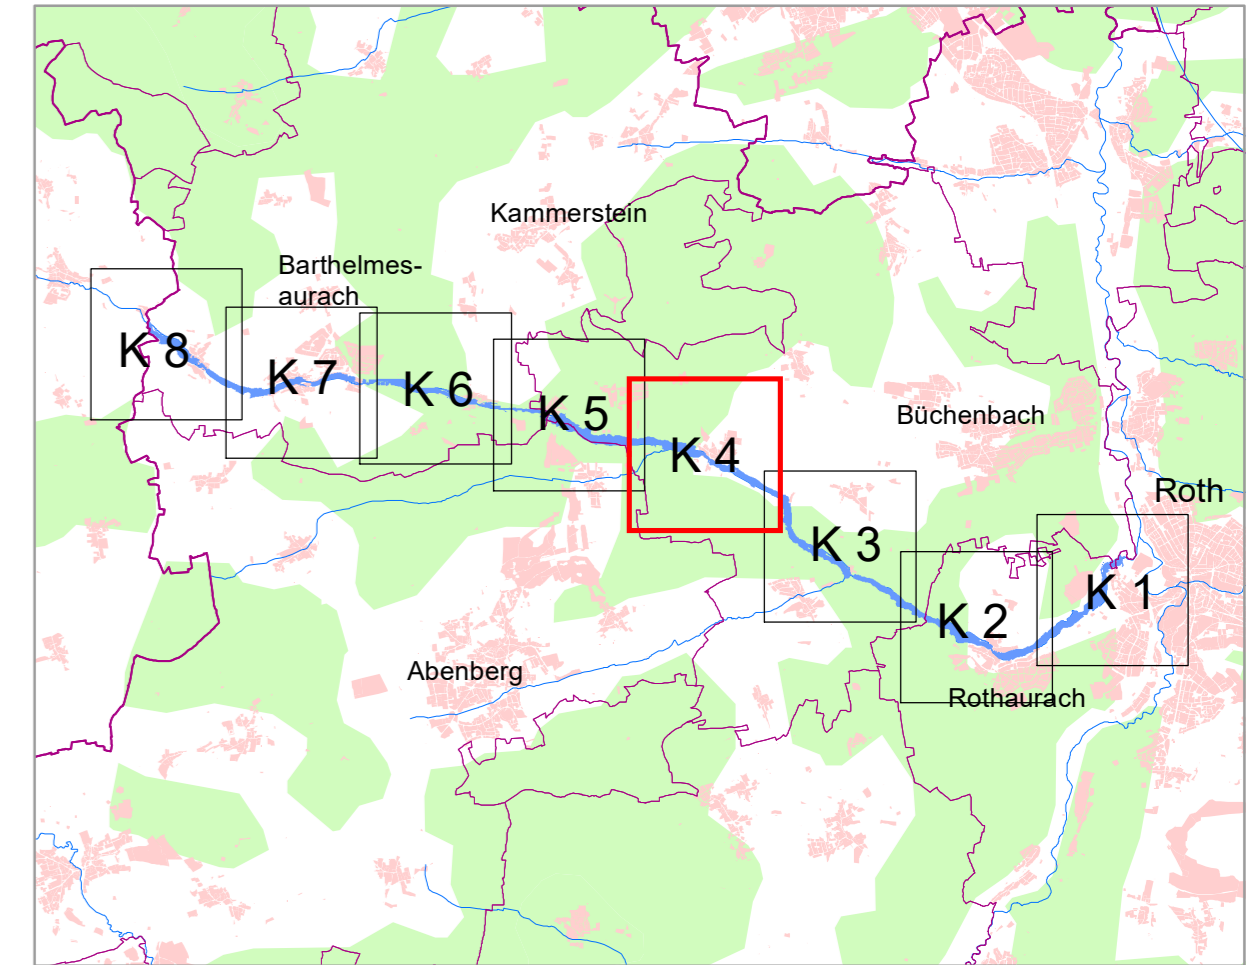 Kammerstein
Barthelmes-
aurach
K 8
K 7
K 6
K 5
K 4
Büchenbach
Roth
K 3
K 2
K 1
Abenberg
Rothaurach